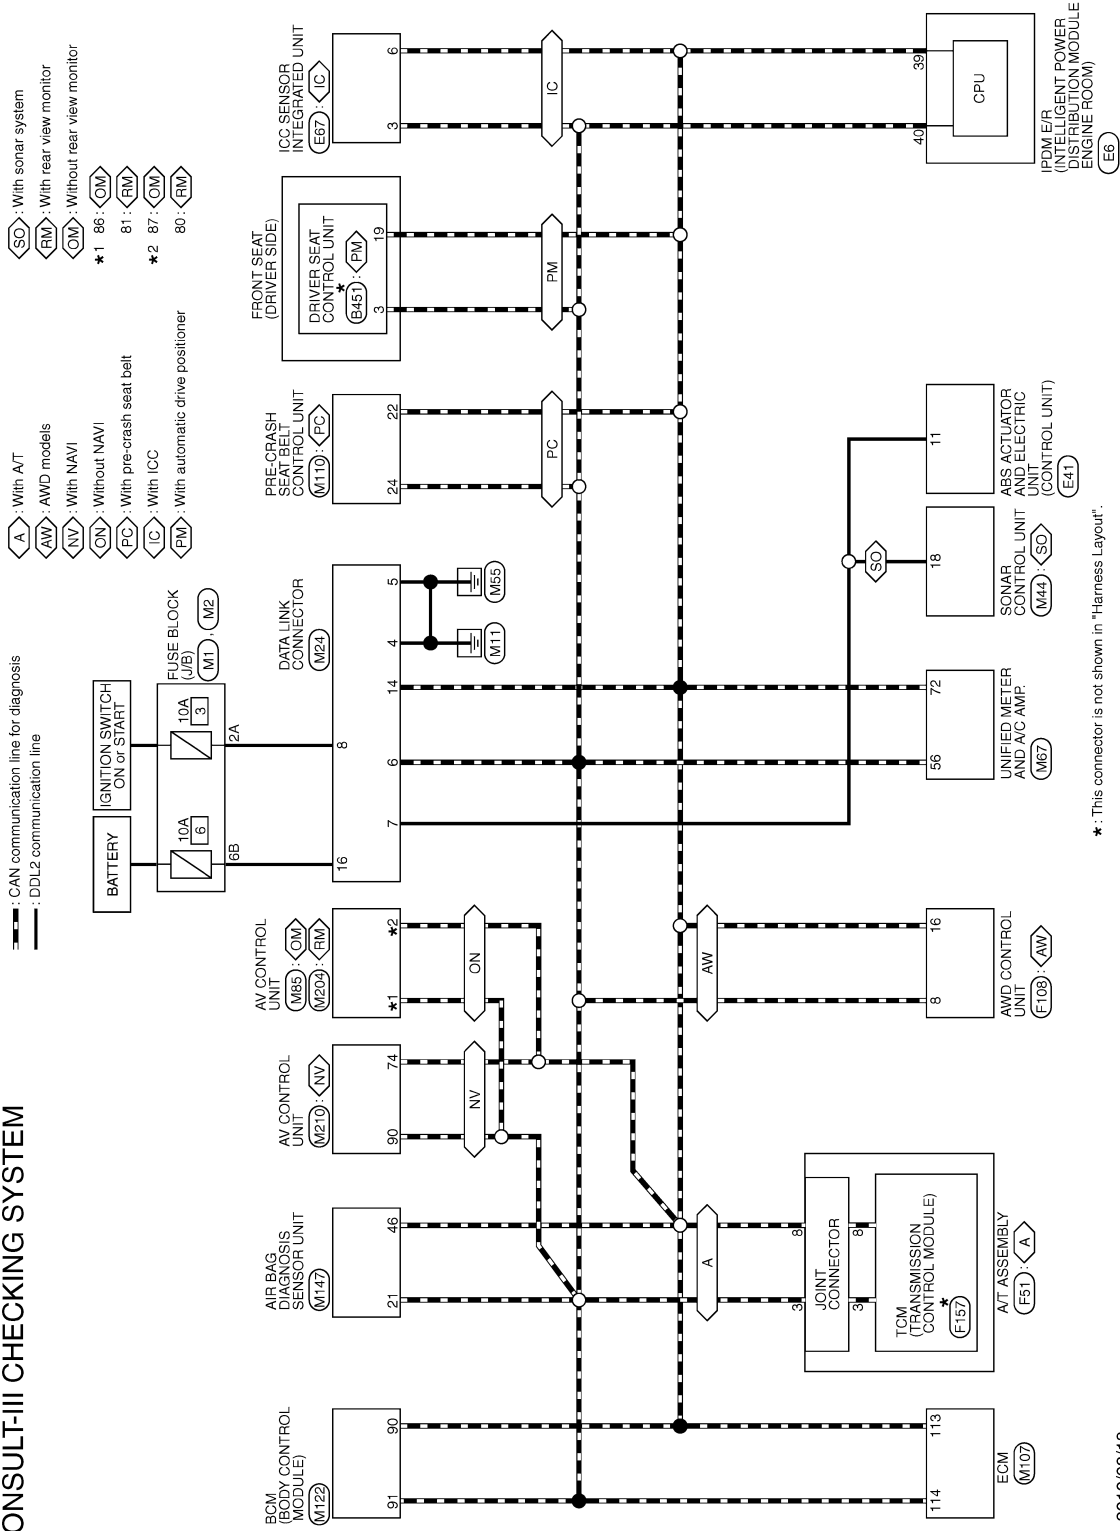 ONSULT-III CHECKING SYSTEM
: CAN communication line for diagnosis
: DDL2 communication line
A : With A/T
AW : AWD models
NV : With NAVI
ON : Without NAVI
PC : With pre-crash seat belt
IC : With ICC
PM : With automatic drive positioner
SO : With sonar system
RM : With rear view monitor
OM : Without rear view monitor
*1 86 : OM
81 : RM
*2 87 : OM
80 : RM
BATTERY
IGNITION SWITCH
ON or START
FUSE BLOCK
(J/B)
M1 , M2
10A
6
10A
3
6B
2A
BCM
(BODY CONTROL
MODULE)
M122
91
90
AIR BAG
DIAGNOSIS
SENSOR UNIT
M147
21
46
AV CONTROL
UNIT
M210 : NV
90
74
NV
AV CONTROL
UNIT
M85 : OM
M204 : RM
*1
*2
ON
DATA LINK
CONNECTOR
M24
16
8
7
6
14
4
5
M11
M55
PRE-CRASH
SEAT BELT
CONTROL UNIT
M110 : PC
24
22
PC
FRONT SEAT
(DRIVER SIDE)
DRIVER SEAT
CONTROL UNIT
*
B451 : PM
3
19
PM
ICC SENSOR
INTEGRATED UNIT
E67 : IC
3
6
IC
114
113
ECM
M107
A
3
8
JOINT
CONNECTOR
3
8
TCM
(TRANSMISSION
CONTROL MODULE)
*
F157
A/T ASSEMBLY
F51 : A
AW
8
16
AWD CONTROL
UNIT
F108 : AW
56
72
UNIFIED METER
AND A/C AMP.
M67
SO
18
SONAR
CONTROL UNIT
M44 : SO
11
ABS ACTUATOR
AND ELECTRIC
UNIT
(CONTROL UNIT)
E41
40
39
CPU
IPDM E/R
(INTELLIGENT POWER
DISTRIBUTION MODULE
ENGINE ROOM)
E6
* : This connector is not shown in "Harness Layout".